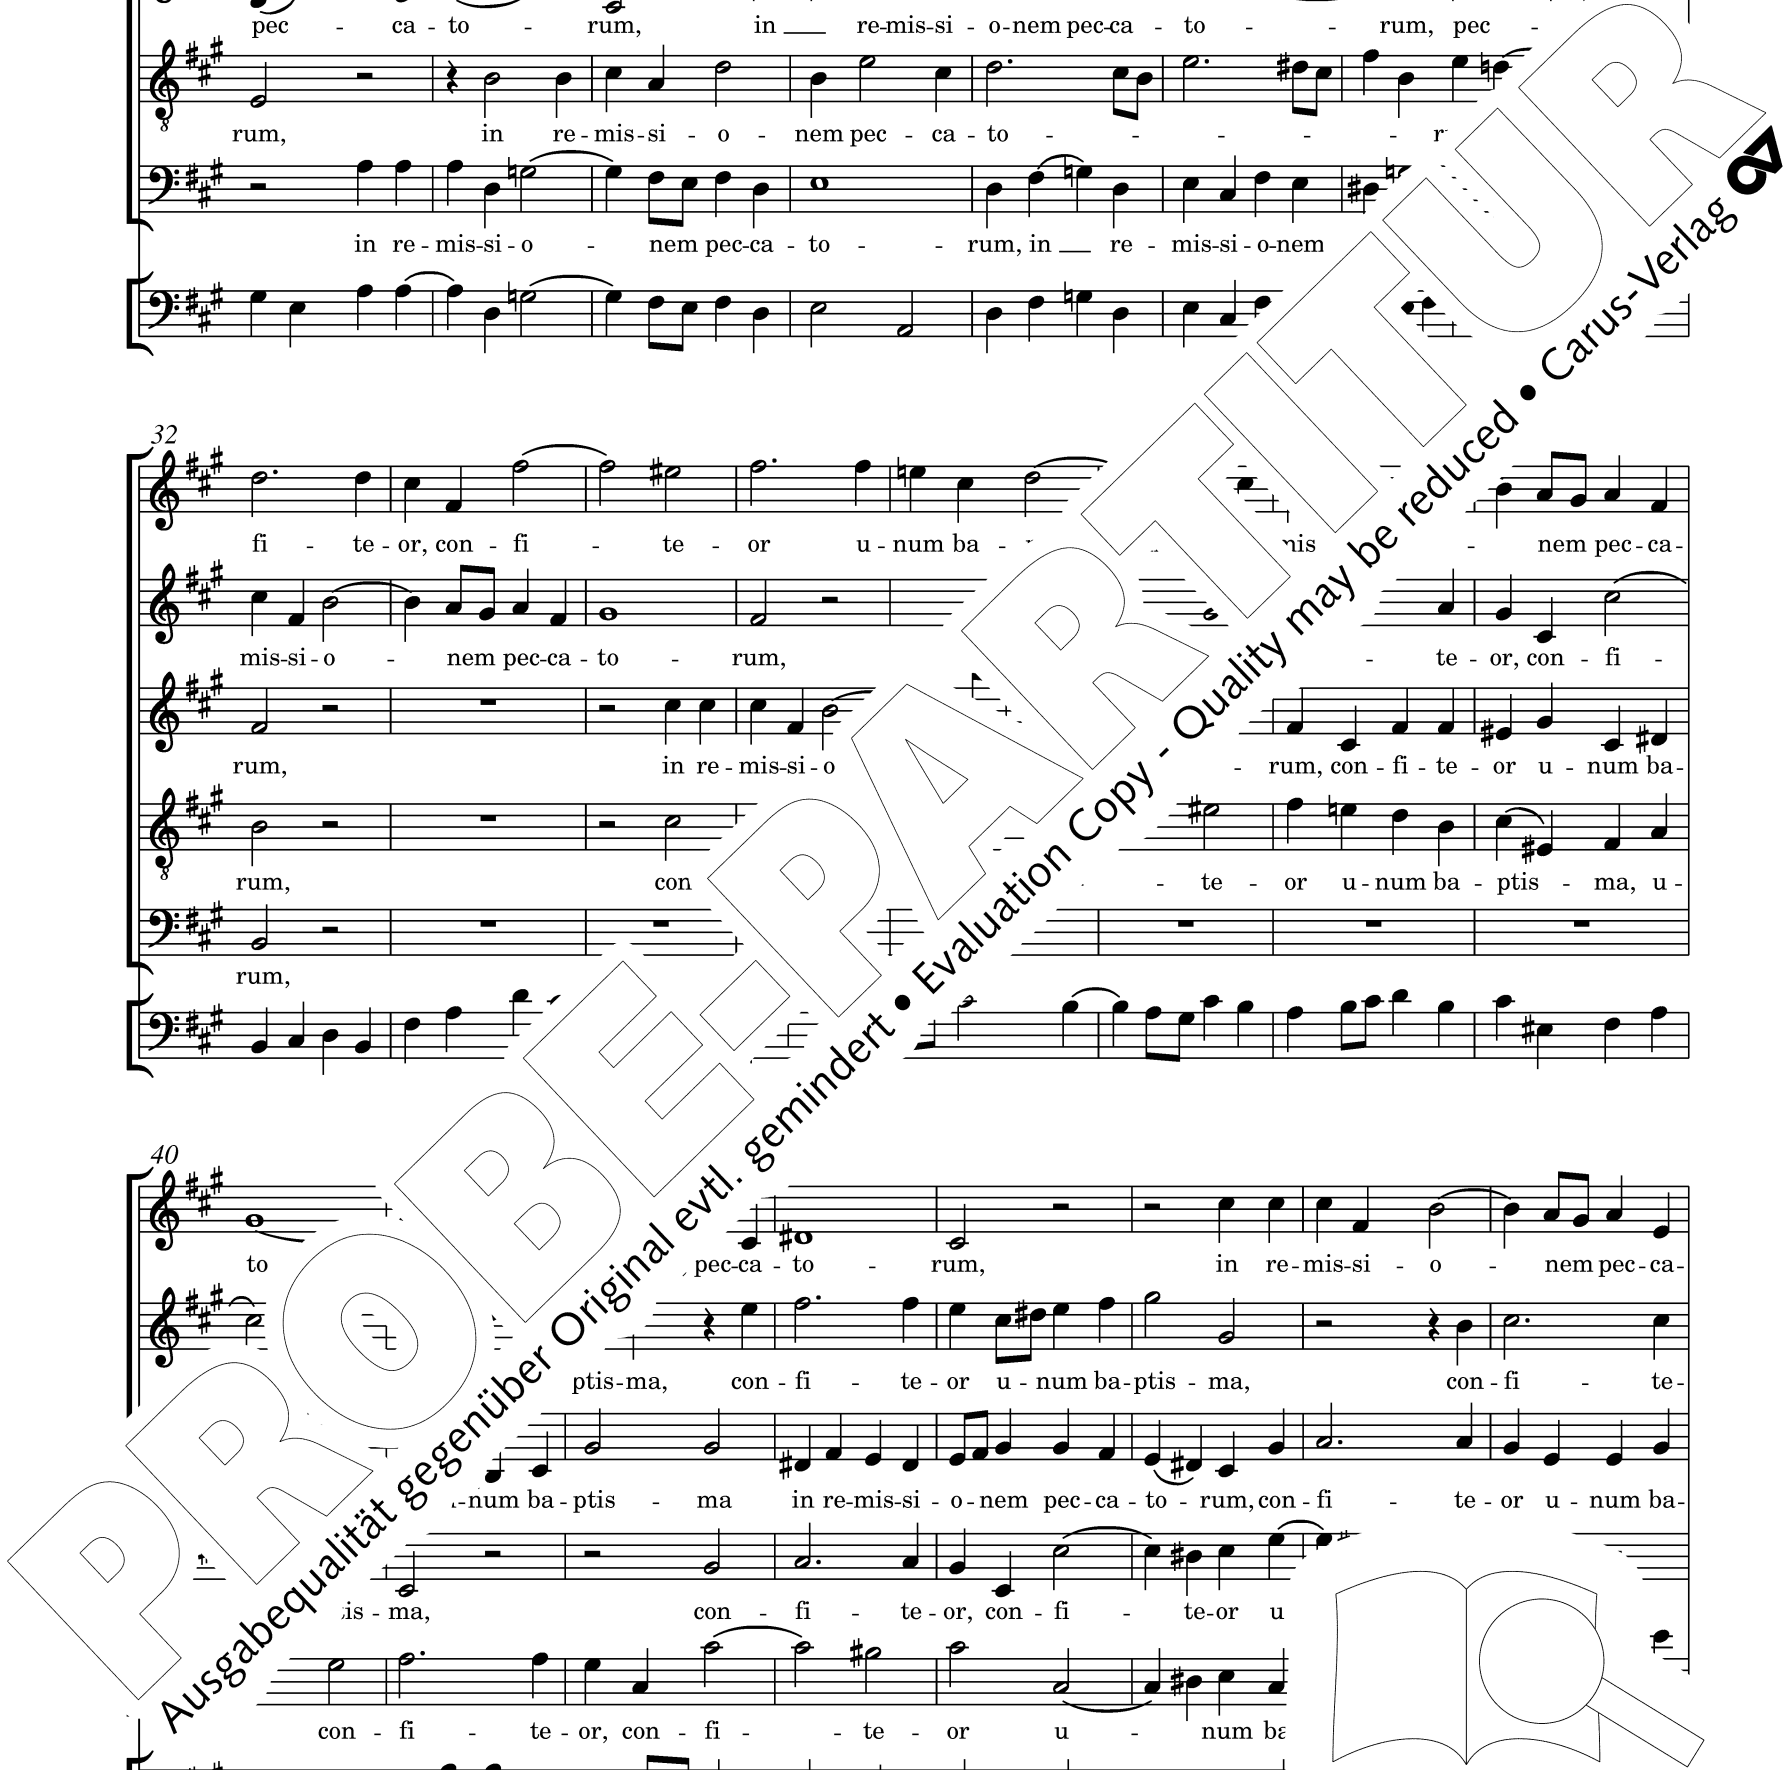 pec - ca - to - rum, in re-mis-si - o-nem pec-ca - to - - rum, pec -
rum, in re-mis-si - o - nem pec - ca - to - - - - -
in re-mis-si-o - nem pec-ca - to - rum, in re - mis-si-o-nem
32
fi - te-or, con - fi - te - or u-num ba - - nem pec-ca-
mis-si-o - nem pec-ca-to - rum, - te-or, con - fi -
rum, in re-mis-si-o - rum, con-fi-te-or u-num ba-
rum, con - te - or u-num ba-ptis - ma, u-
rum,
40
to pec-ca-to - rum, in re-mis-si - o - nem pec-ca-
ptis-ma, con-fi - te-or u-num ba-ptis-ma, con-fi - te-
-num ba-ptis - ma in re-mis-si-o-nem pec-ca-to-rum, con-fi - te-or u-num ba-
- ma, con - fi - te-or, con - fi - te-or u
con - fi - te-or, con - fi - te - or u - num
PROBE-PARTITUR
Ausgabequalität gegenüber Original evtl. gemindert • Evaluation Copy - Quality may be reduced • Carus-Verlag